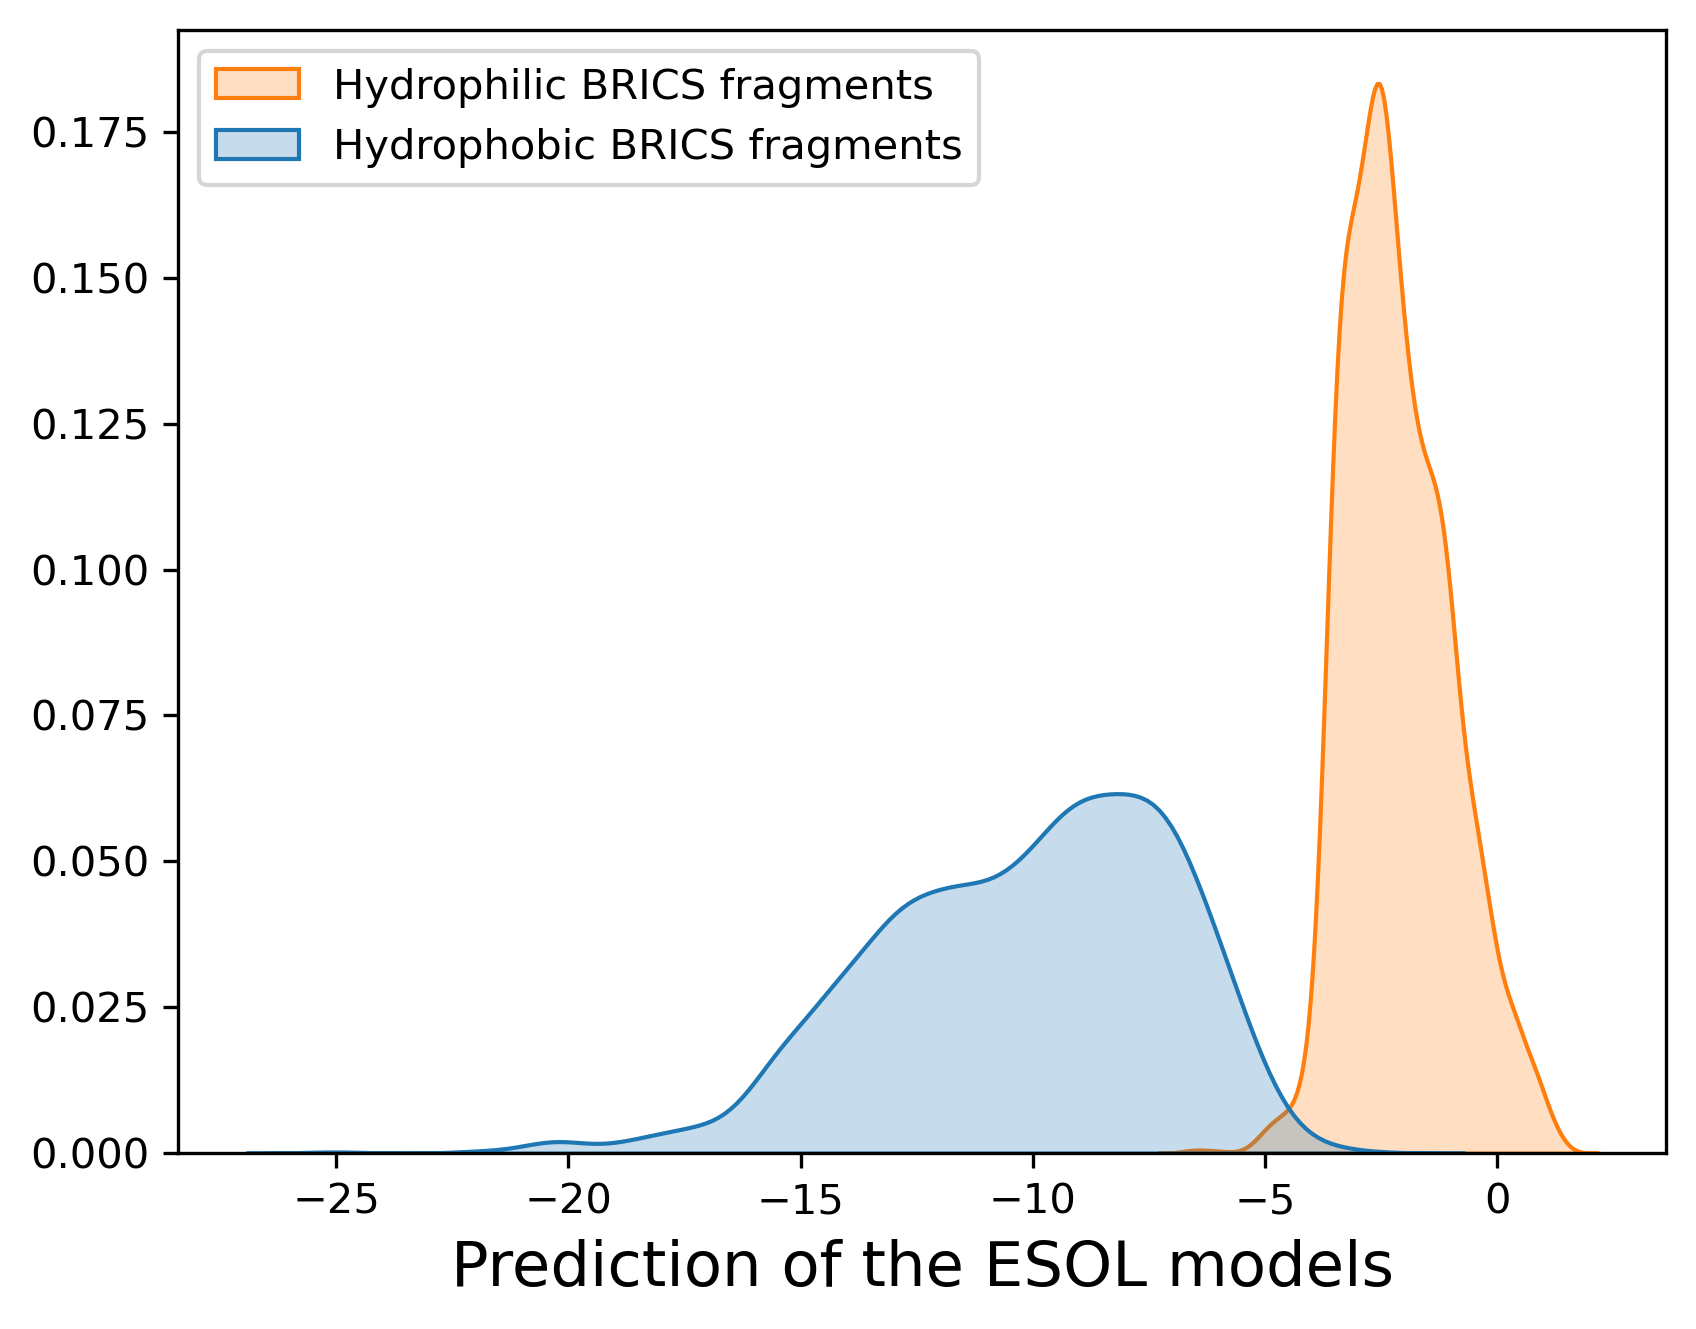 Hydrophilic BRICS fragments
Hydrophobic BRICS fragments
0.175
0.150
0.125
0.100
0.075
0.050
0.025
0.000
−25 −20 −15 −10 −5 0
Prediction of the ESOL models